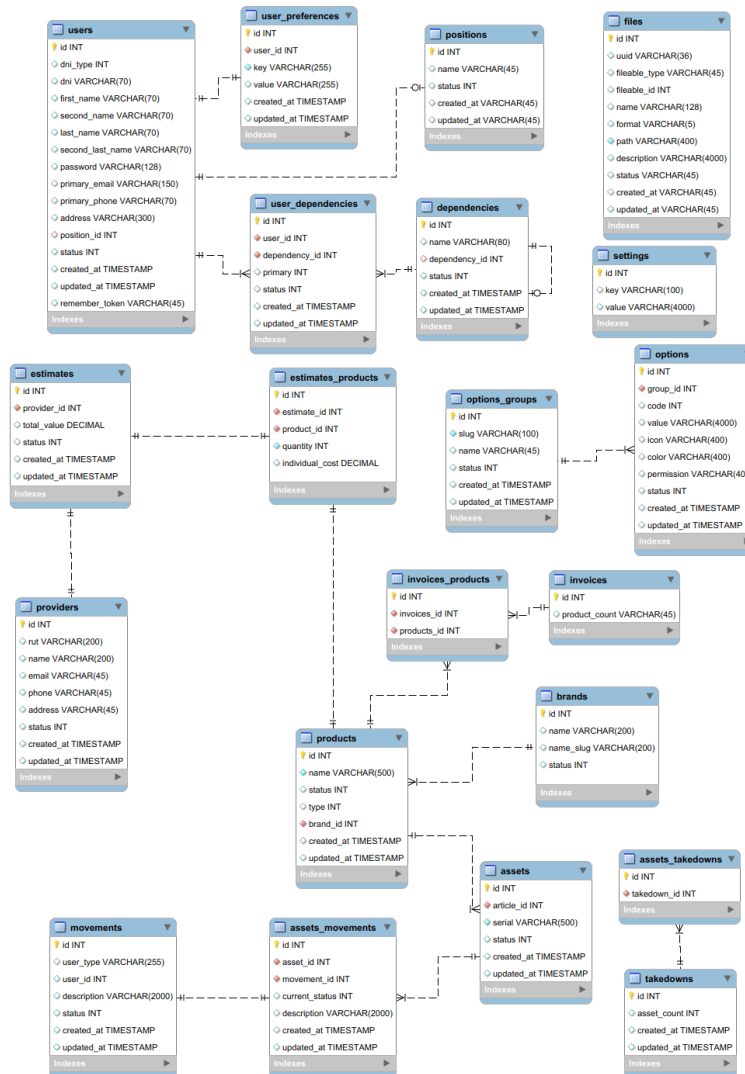 users
id INT
dni_type INT
dni VARCHAR(70)
first_name VARCHAR(70)
second_name VARCHAR(70)
last_name VARCHAR(70)
second_last_name VARCHAR(70)
password VARCHAR(128)
primary_email VARCHAR(150)
primary_phone VARCHAR(70)
address VARCHAR(300)
position_id INT
status INT
created_at TIMESTAMP
updated_at TIMESTAMP
remember_token VARCHAR(45)
Indexes
user_preferences
id INT
user_id INT
key VARCHAR(255)
value VARCHAR(255)
created_at TIMESTAMP
updated_at TIMESTAMP
Indexes
positions
id INT
name VARCHAR(45)
status INT
created_at VARCHAR(45)
updated_at VARCHAR(45)
Indexes
files
id INT
uuid VARCHAR(36)
fileable_type VARCHAR(45)
fileable_id INT
name VARCHAR(128)
format VARCHAR(5)
path VARCHAR(400)
description VARCHAR(4000)
status VARCHAR(45)
created_at VARCHAR(45)
updated_at VARCHAR(45)
Indexes
user_dependencies
id INT
user_id INT
dependency_id INT
primary INT
status INT
created_at TIMESTAMP
updated_at TIMESTAMP
Indexes
dependencies
id INT
name VARCHAR(80)
dependency_id INT
status INT
created_at TIMESTAMP
updated_at TIMESTAMP
Indexes
settings
id INT
key VARCHAR(100)
value VARCHAR(4000)
Indexes
estimates
id INT
provider_id INT
total_value DECIMAL
status INT
created_at TIMESTAMP
updated_at TIMESTAMP
Indexes
estimates_products
id INT
estimate_id INT
product_id INT
quantity INT
individual_cost DECIMAL
Indexes
options_groups
id INT
slug VARCHAR(100)
name VARCHAR(45)
status INT
created_at TIMESTAMP
updated_at TIMESTAMP
Indexes
options
id INT
group_id INT
code INT
value VARCHAR(4000)
icon VARCHAR(400)
color VARCHAR(400)
permission VARCHAR(40
status INT
created_at TIMESTAMP
updated_at TIMESTAMP
Indexes
providers
id INT
rut VARCHAR(200)
name VARCHAR(200)
email VARCHAR(45)
phone VARCHAR(45)
address VARCHAR(45)
status INT
created_at TIMESTAMP
updated_at TIMESTAMP
Indexes
invoices_products
id INT
invoices_id INT
products_id INT
Indexes
invoices
id INT
product_count VARCHAR(45)
Indexes
brands
id INT
name VARCHAR(200)
name_slug VARCHAR(200)
status INT
Indexes
products
id INT
name VARCHAR(500)
status INT
type INT
brand_id INT
created_at TIMESTAMP
updated_at TIMESTAMP
Indexes
assets
id INT
article_id INT
serial VARCHAR(500)
status INT
created_at TIMESTAMP
updated_at TIMESTAMP
Indexes
assets_takedowns
id INT
takedown_id INT
Indexes
movements
id INT
user_type VARCHAR(255)
user_id INT
description VARCHAR(2000)
status INT
created_at TIMESTAMP
updated_at TIMESTAMP
Indexes
assets_movements
id INT
asset_id INT
movement_id INT
current_status INT
description VARCHAR(2000)
created_at TIMESTAMP
updated_at TIMESTAMP
Indexes
takedowns
id INT
asset_count INT
created_at TIMESTAMP
updated_at TIMESTAMP
Indexes